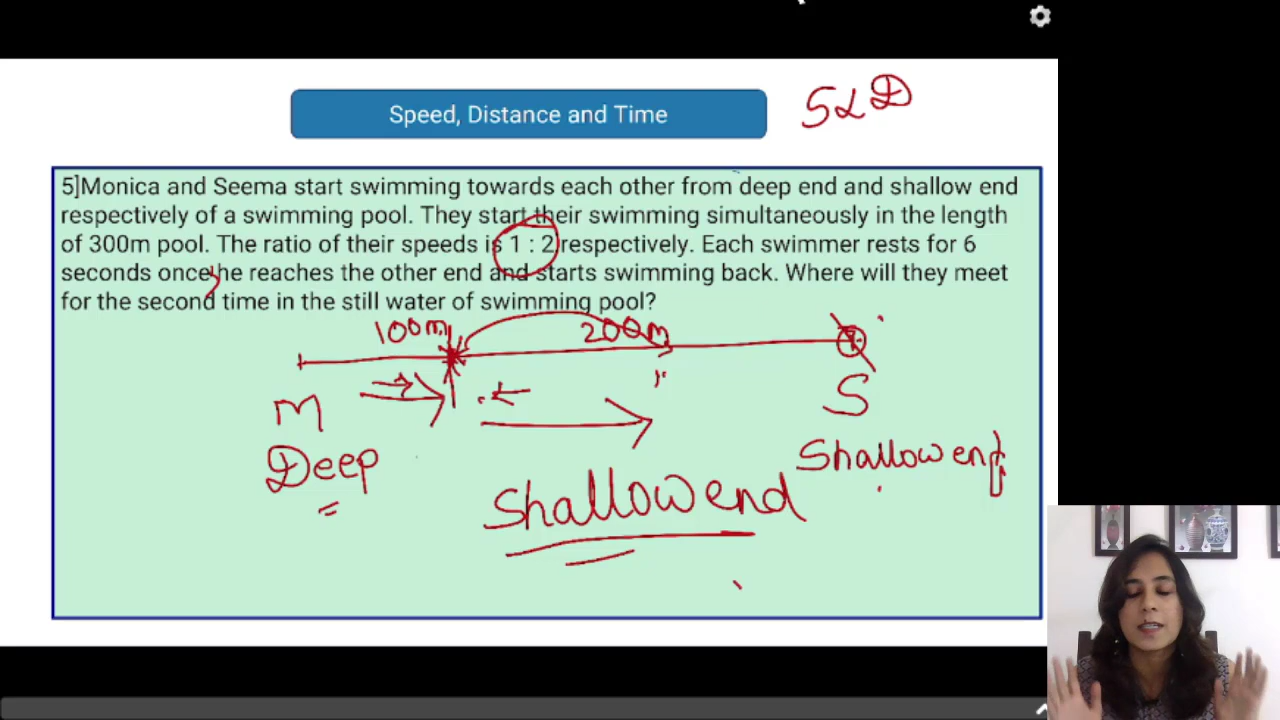 Speed, Distance and Time
S∝D
5]Monica and Seema start swimming towards each other from deep end and shallow end
respectively of a swimming pool. They start their swimming simultaneously in the length
of 300m pool. The ratio of their speeds is 1 : 2 respectively. Each swimmer rests for 6
seconds once he reaches the other end and starts swimming back. Where will they meet
for the second time in the still water of swimming pool?
100m
200m
M
S
Deep
Shallow end
Shallow end